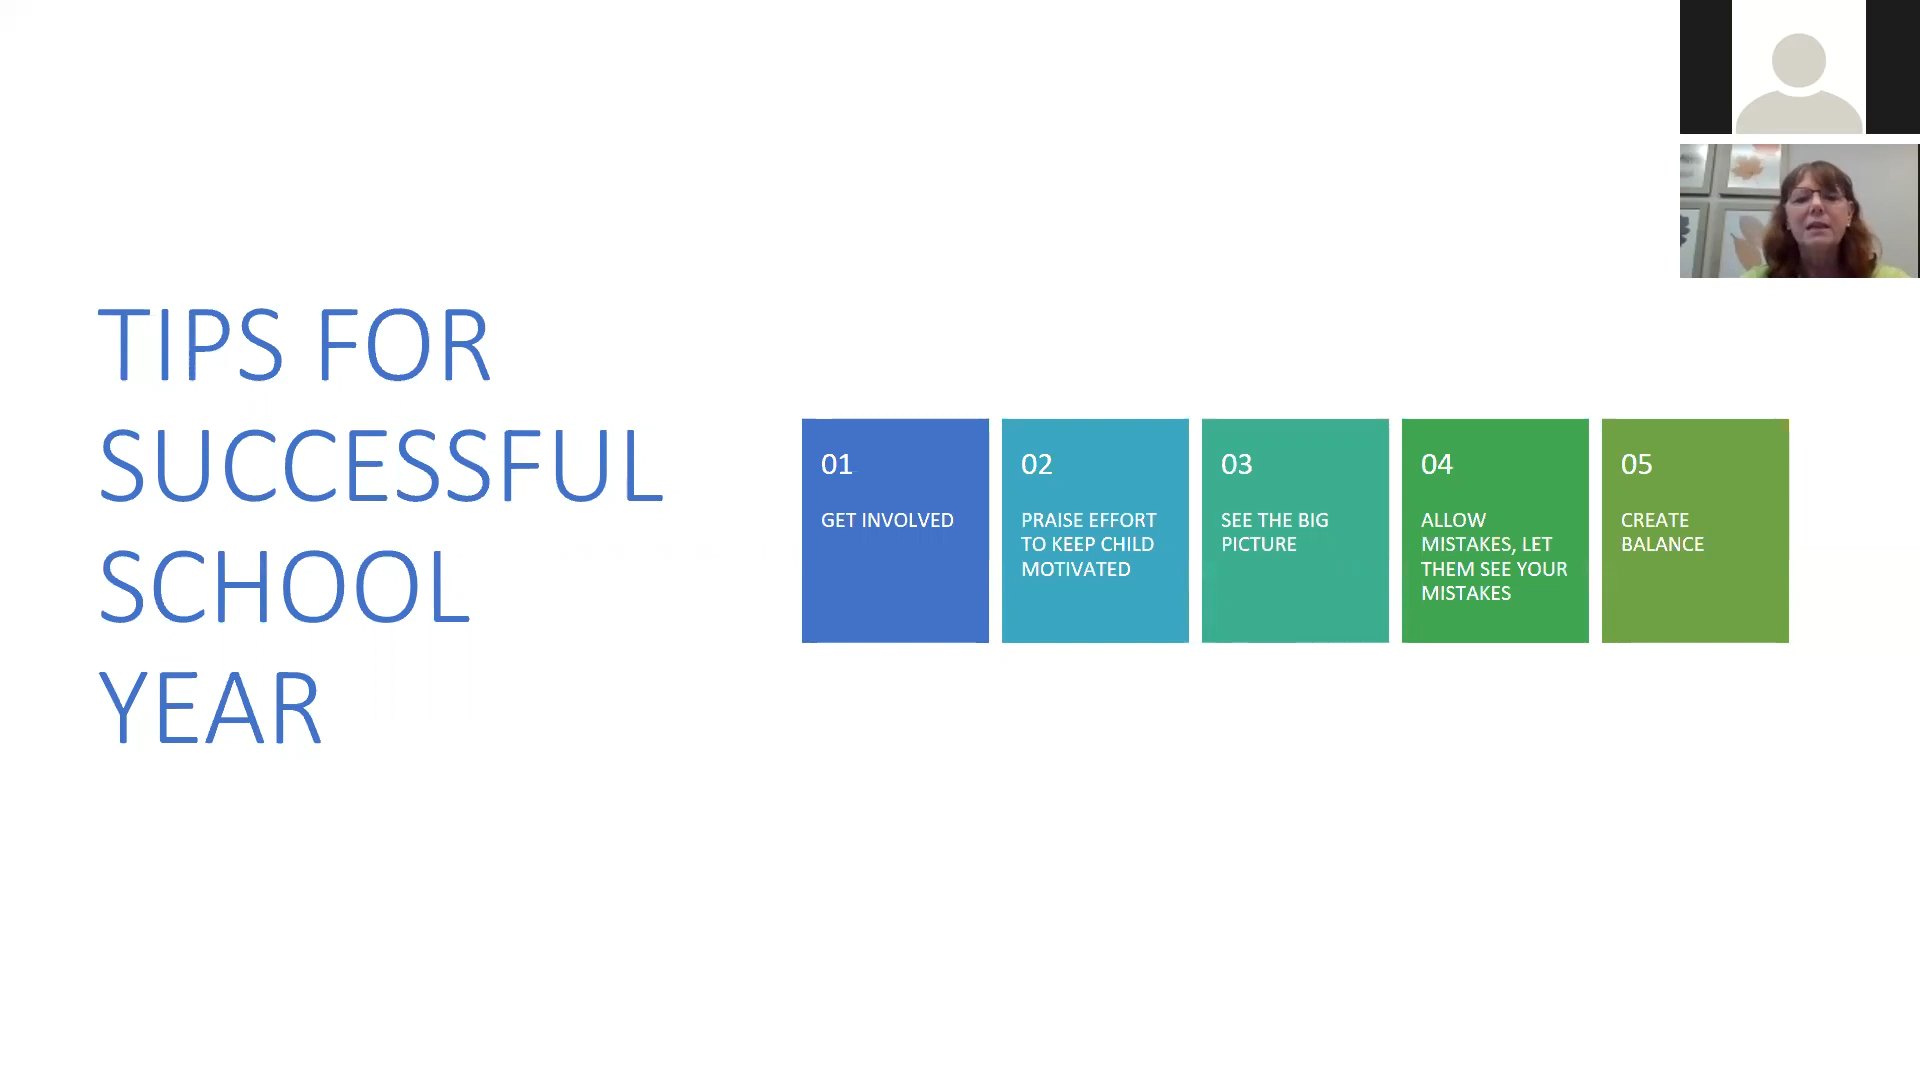 TIPS FOR
SUCCESSFUL
SCHOOL
YEAR
01
GET INVOLVED
02
PRAISE EFFORT
TO KEEP CHILD
MOTIVATED
03
SEE THE BIG
PICTURE
04
ALLOW
MISTAKES, LET
THEM SEE YOUR
MISTAKES
05
CREATE
BALANCE